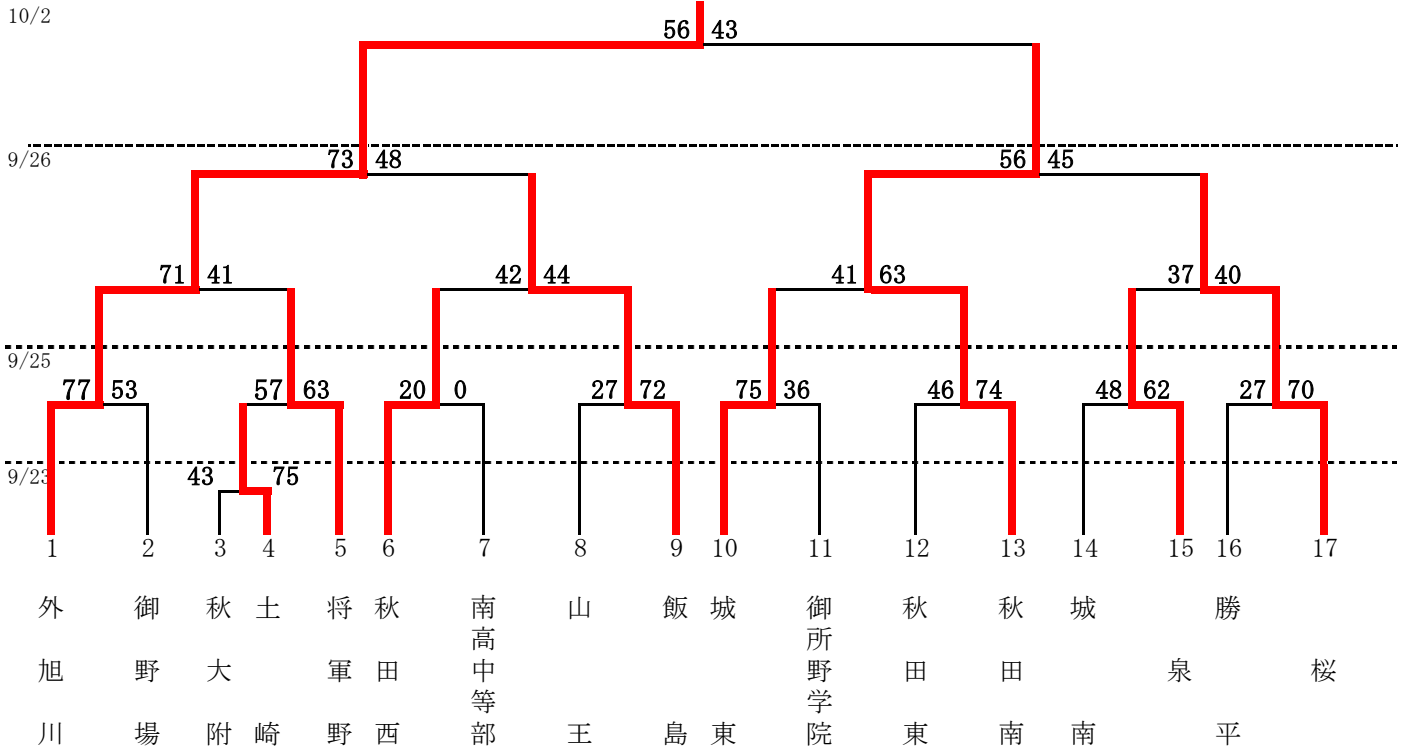 10/2
56 43
9/26
73 48
56 45
71 41
42 44
41 63
37 40
9/25
77 53
57 63
20 0
27 72
75 36
46 74
48 62
27 70
9/23
43 75
1 2 3 4 5 6 7 8 9 10 11 12 13 14 15 16 17
外旭川
御野場
秋大附
土崎
将軍野
秋田西
南高中等部
山王
飯島
城東
御所野学院
秋田東
秋田南
城南
泉
勝平
桜